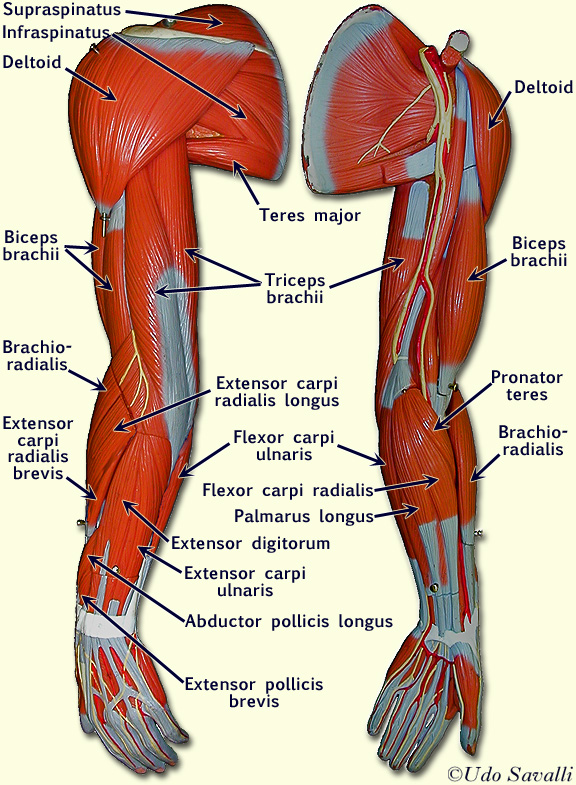 Supraspinatus
Infraspinatus
Deltoid
Teres major
Biceps
brachii
Triceps
brachii
Brachio-
radialis
Extensor carpi
radialis longus
Extensor
carpi
radialis
brevis
Flexor carpi
ulnaris
Flexor carpi radialis
Palmarus longus
Extensor digitorum
Extensor carpi
ulnaris
Abductor pollicis longus
Extensor pollicis
brevis
Deltoid
Biceps
brachii
Pronator
teres
Brachio-
radialis
©Udo Savalli